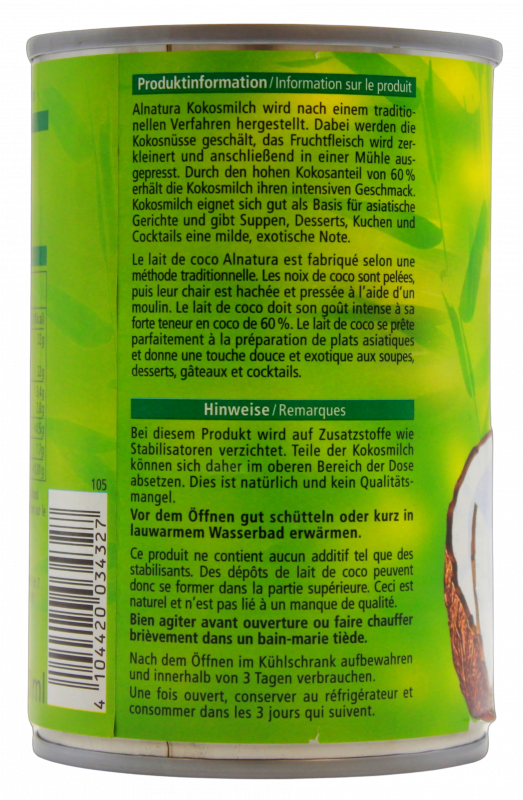 Produktinformation / Information sur le produit
Alnatura Kokosmilch wird nach einem traditio-
nellen Verfahren hergestellt. Dabei werden die
Kokosnüsse geschält, das Fruchtfleisch wird zer-
kleinert und anschließend in einer Mühle aus-
gepresst. Durch den hohen Kokosanteil von 60 %
erhält die Kokosmilch ihren intensiven Geschmack.
Kokosmilch eignet sich gut als Basis für asiatische
Gerichte und gibt Suppen, Desserts, Kuchen und
Cocktails eine milde, exotische Note.
Le lait de coco Alnatura est fabriqué selon une
méthode traditionnelle. Les noix de coco sont pelées,
puis leur chair est hachée et pressée à l'aide d'un
moulin. Le lait de coco doit son goût intense à sa
forte teneur en coco de 60 %. Le lait de coco se prête
parfaitement à la préparation de plats asiatiques
et donne une touche douce et exotique aux soupes,
desserts, gâteaux et cocktails.
Hinweise / Remarques
Bei diesem Produkt wird auf Zusatzstoffe wie
Stabilisatoren verzichtet. Teile der Kokosmilch
können sich daher im oberen Bereich der Dose
absetzen. Dies ist natürlich und kein Qualitäts-
mangel.
Vor dem Öffnen gut schütteln oder kurz in
lauwarmem Wasserbad erwärmen.
Ce produit ne contient aucun additif tel que des
stabilisants. Des dépôts de lait de coco peuvent
donc se former dans la partie supérieure. Ceci est
naturel et n'est pas lié à un manque de qualité.
Bien agiter avant ouverture ou faire chauffer
brièvement dans un bain-marie tiède.
Nach dem Öffnen im Kühlschrank aufbewahren
und innerhalb von 3 Tagen verbrauchen.
Une fois ouvert, conserver au réfrigérateur et
consommer dans les 3 jours qui suivent.
105
4 104420 034327
ml